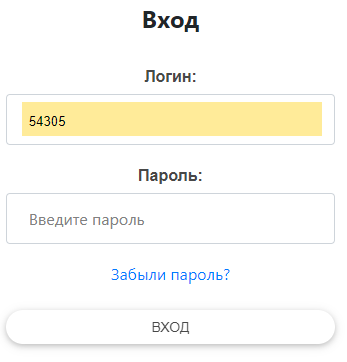 Вход
Логин:
54305
Пароль:
Введите пароль
Забыли пароль?
ВХОД